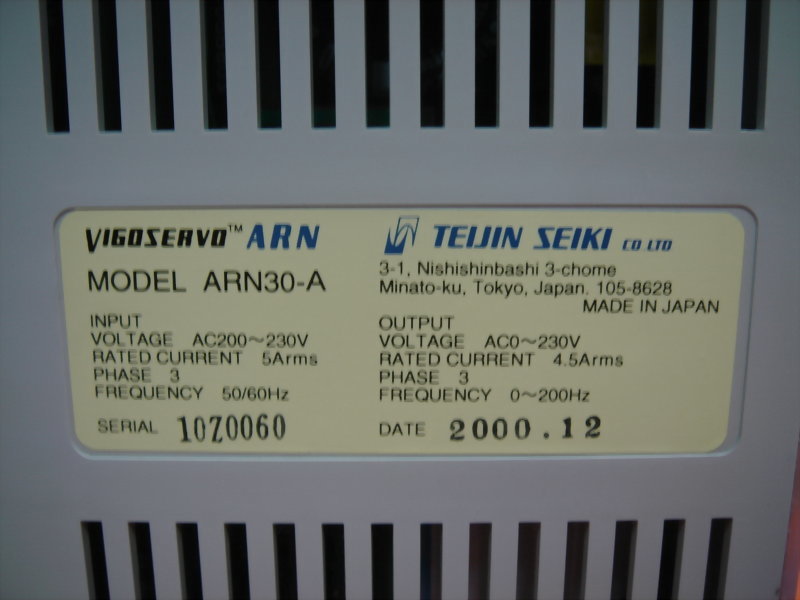 VIGOSERVO™ ARN
MODEL ARN30-A
INPUT
VOLTAGE AC200～230V
RATED CURRENT 5Arms
PHASE 3
FREQUENCY 50/60Hz
SERIAL 10Z0060
TEIJIN SEIKI CO LTD
3-1, Nishishinbashi 3-chome
Minato-ku, Tokyo, Japan. 105-8628
MADE IN JAPAN
OUTPUT
VOLTAGE AC0～230V
RATED CURRENT 4.5Arms
PHASE 3
FREQUENCY 0～200Hz
DATE 2000.12